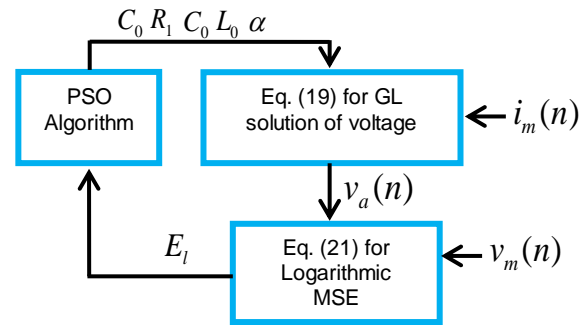 C₀ R₁ C₀ L₀ α
PSO
Algorithm
Eq. (19) for GL
solution of voltage
iₘ(n)
vₐ(n)
Eₗ
Eq. (21) for
Logarithmic
MSE
vₘ(n)